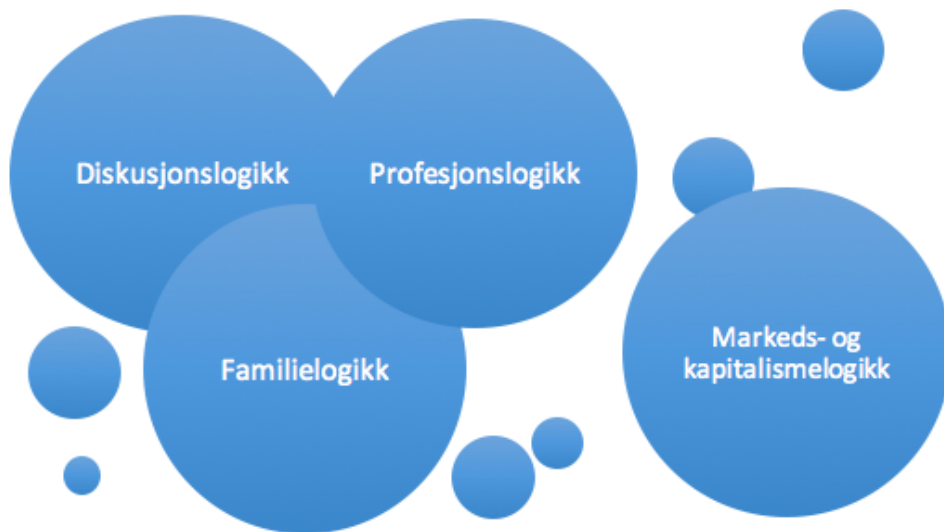 Diskusjonslogikk
Profesjonslogikk
Familielogikk
Markeds- og
kapitalismelogikk